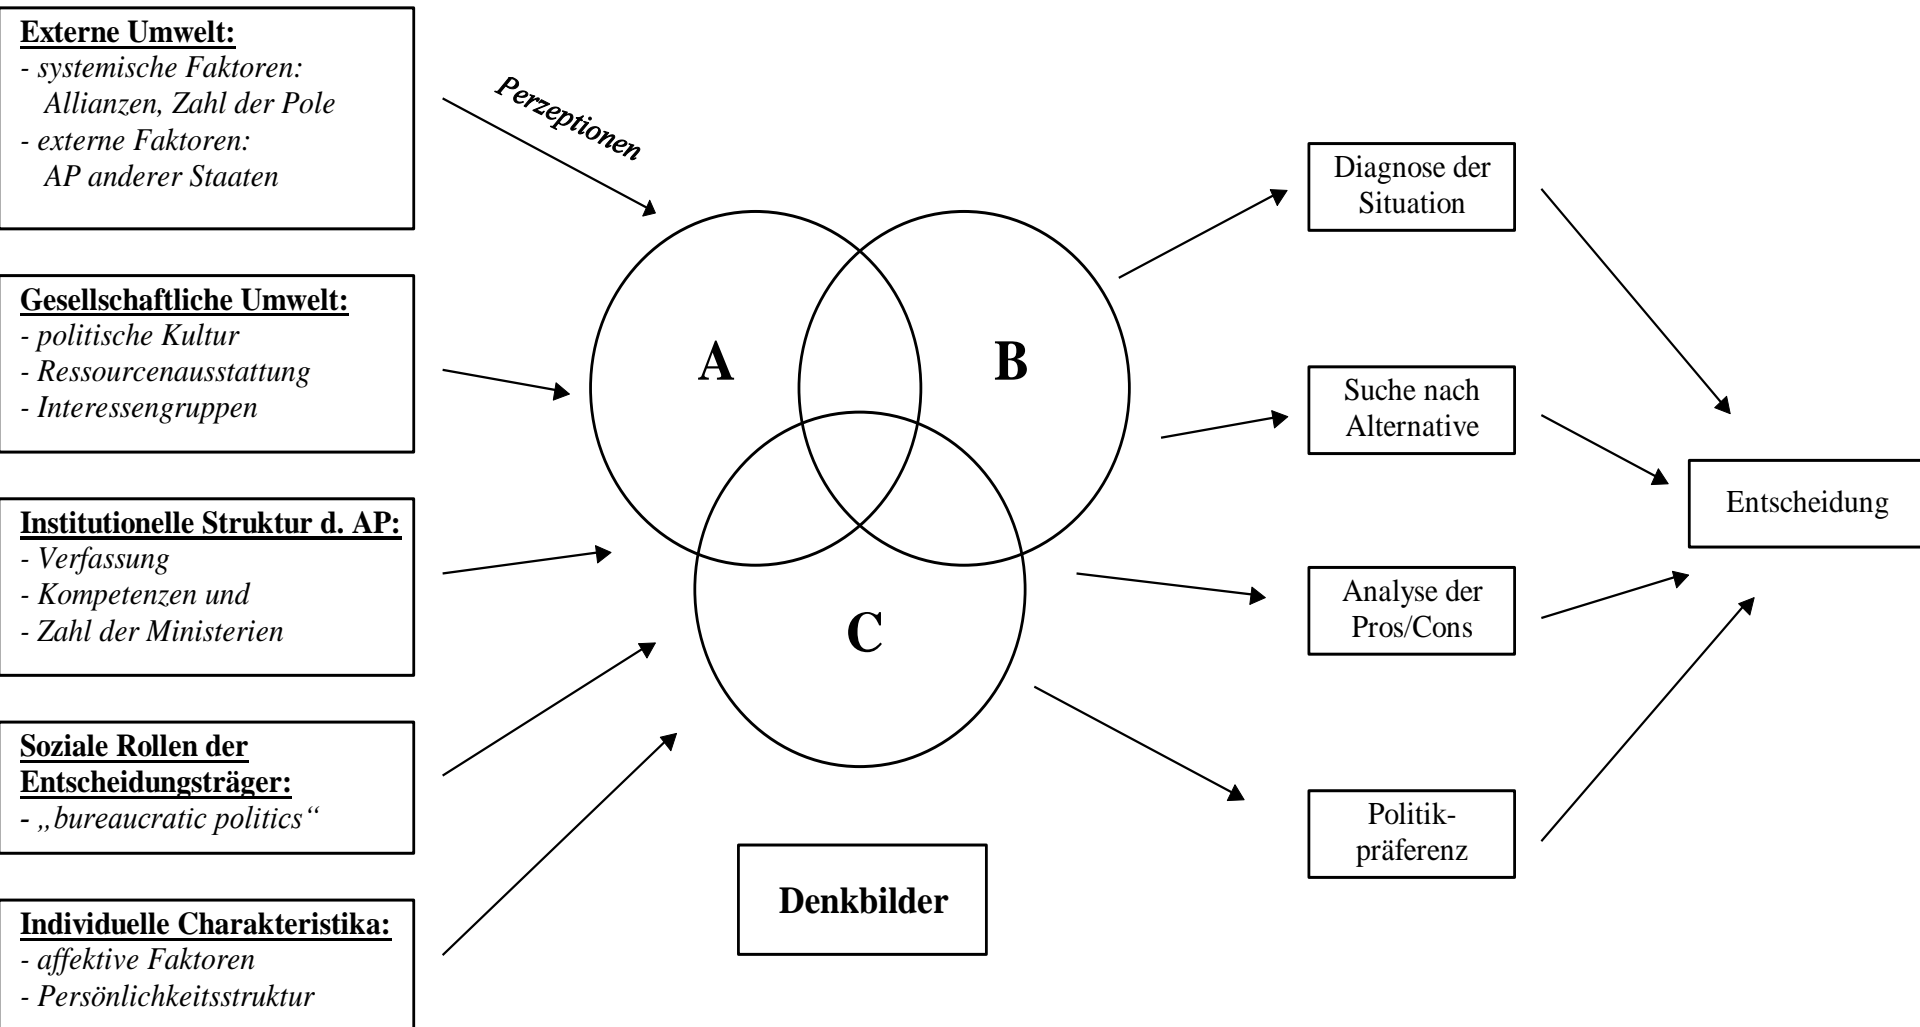 Externe Umwelt:
- systemische Faktoren:
Allianzen, Zahl der Pole
- externe Faktoren:
AP anderer Staaten
Gesellschaftliche Umwelt:
- politische Kultur
- Ressourcenausstattung
- Interessengruppen
Institutionelle Struktur d. AP:
- Verfassung
- Kompetenzen und
- Zahl der Ministerien
Soziale Rollen der
Entscheidungsträger:
- „bureaucratic politics“
Individuelle Charakteristika:
- affektive Faktoren
- Persönlichkeitsstruktur
Perzeptionen
A
B
C
Denkbilder
Diagnose der
Situation
Suche nach
Alternative
Analyse der
Pros/Cons
Politik-
präferenz
Entscheidung